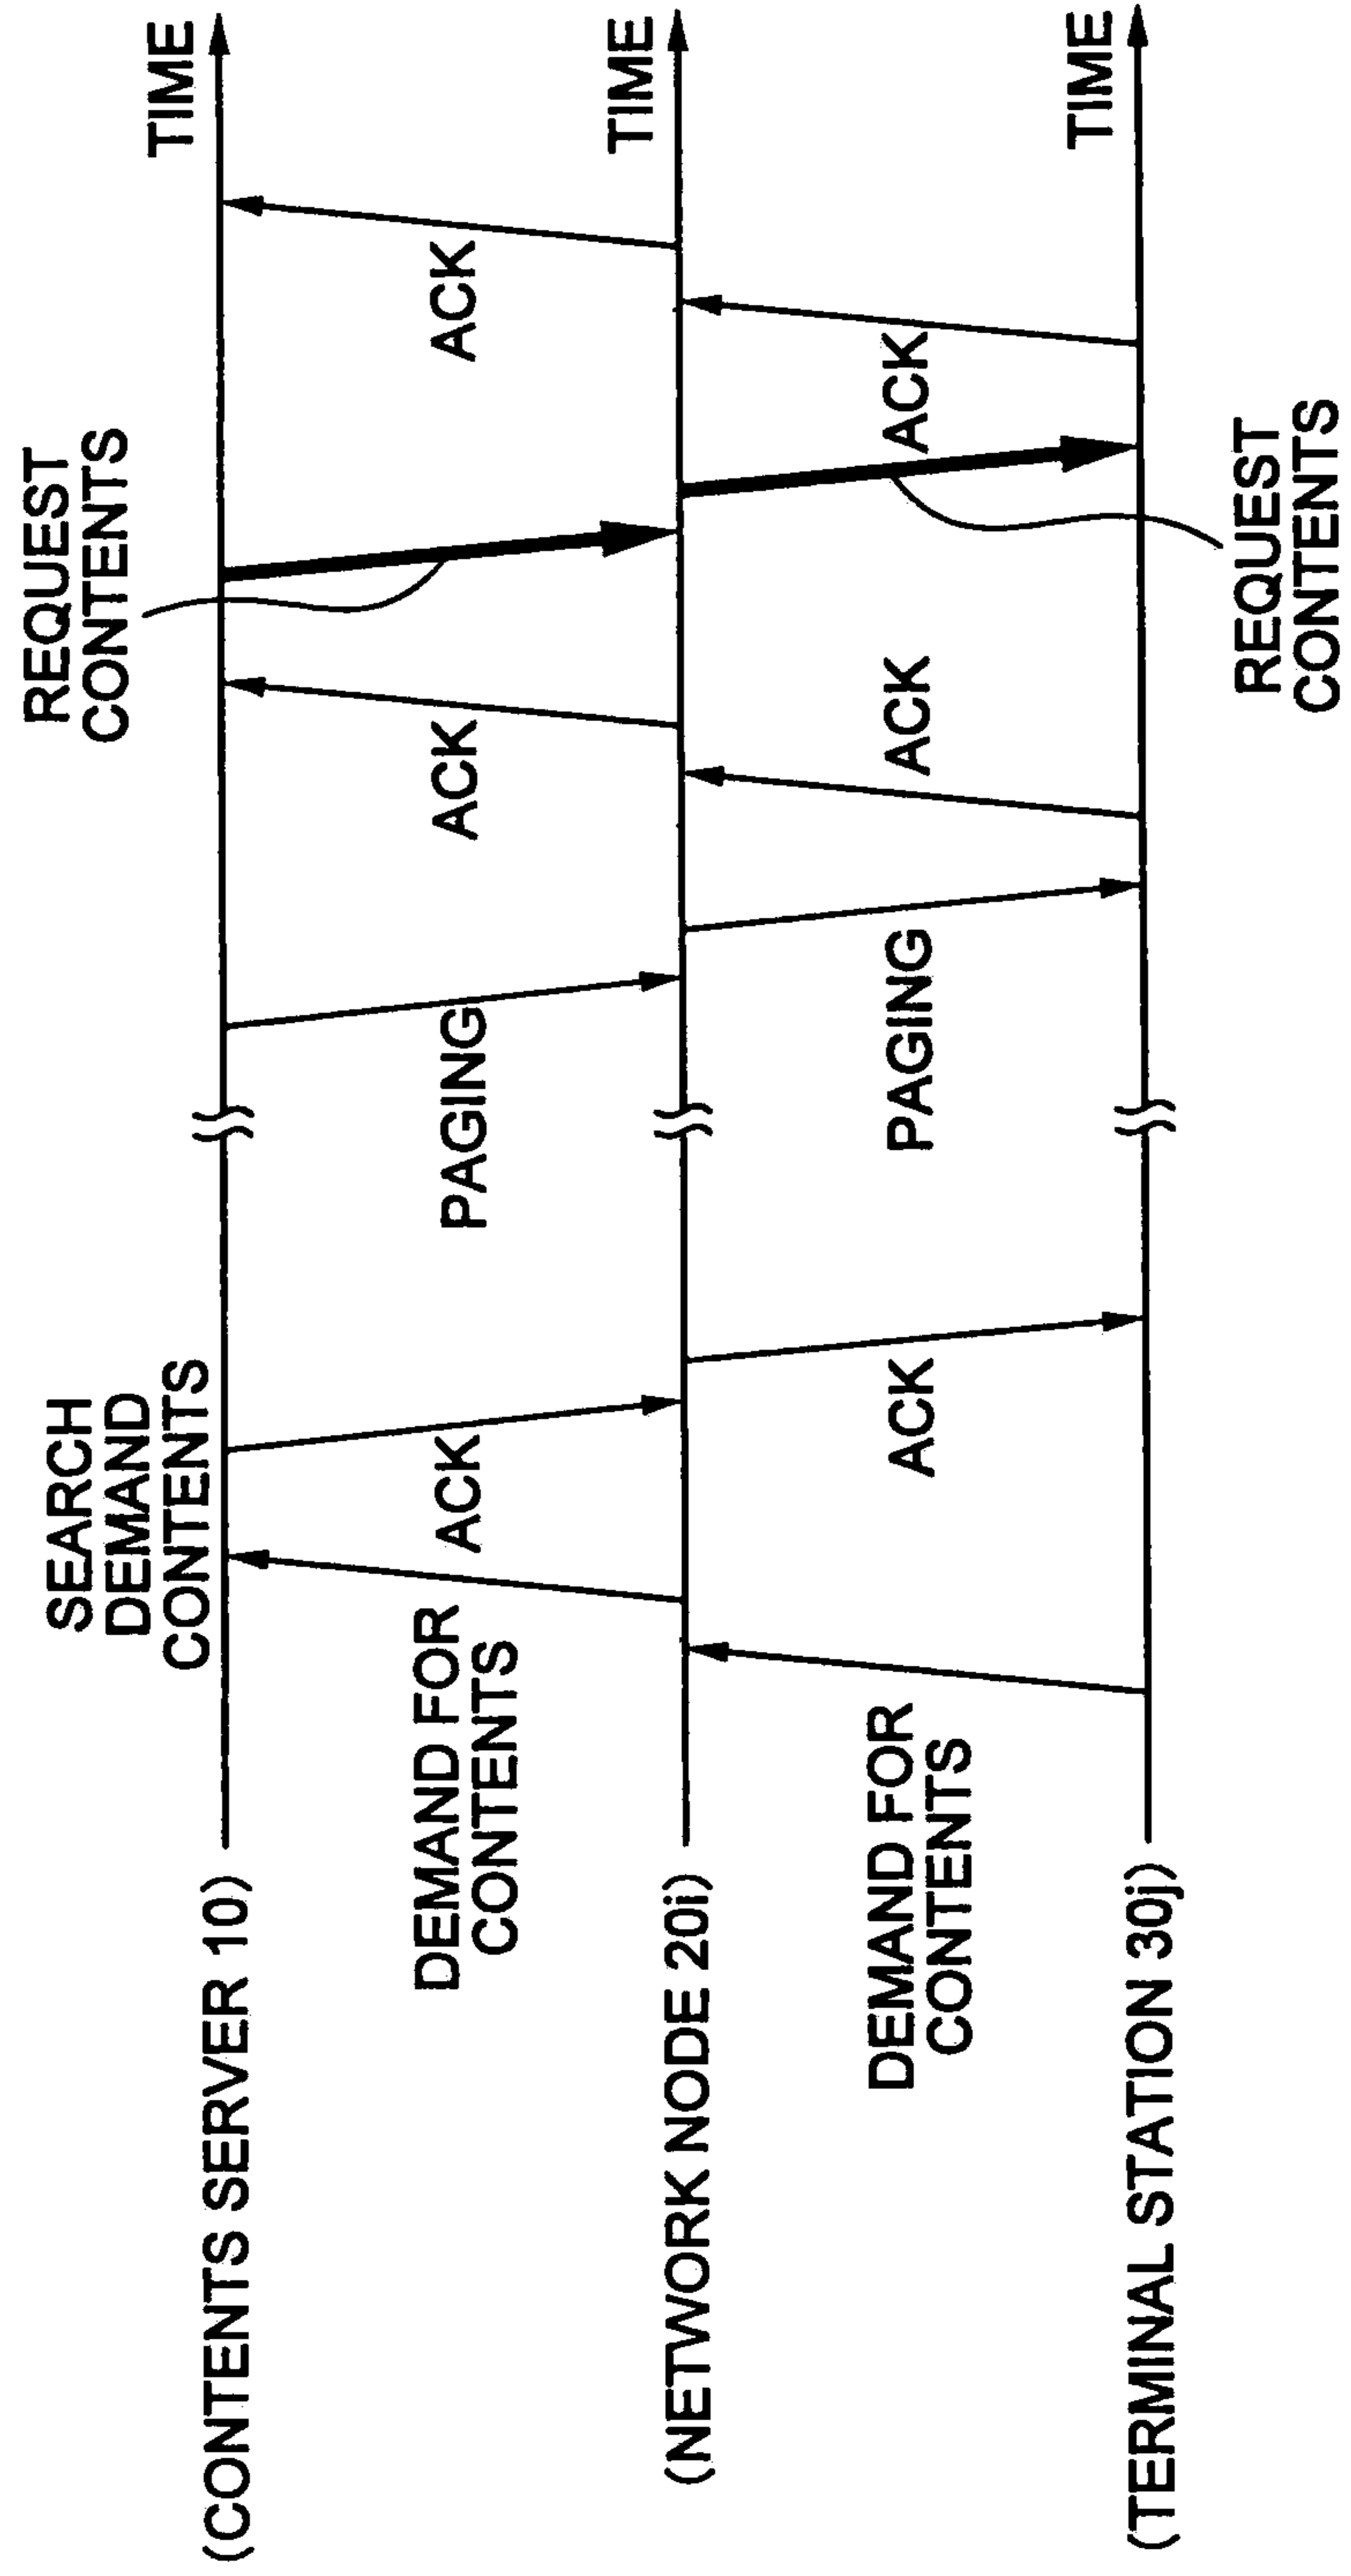 SEARCH
DEMAND
CONTENTS
REQUEST
CONTENTS
(CONTENTS SERVER 10)
TIME
DEMAND FOR
CONTENTS
ACK
PAGING
ACK
ACK
(NETWORK NODE 20i)
TIME
DEMAND FOR
CONTENTS
ACK
PAGING
ACK
ACK
(TERMINAL STATION 30j)
TIME
REQUEST
CONTENTS